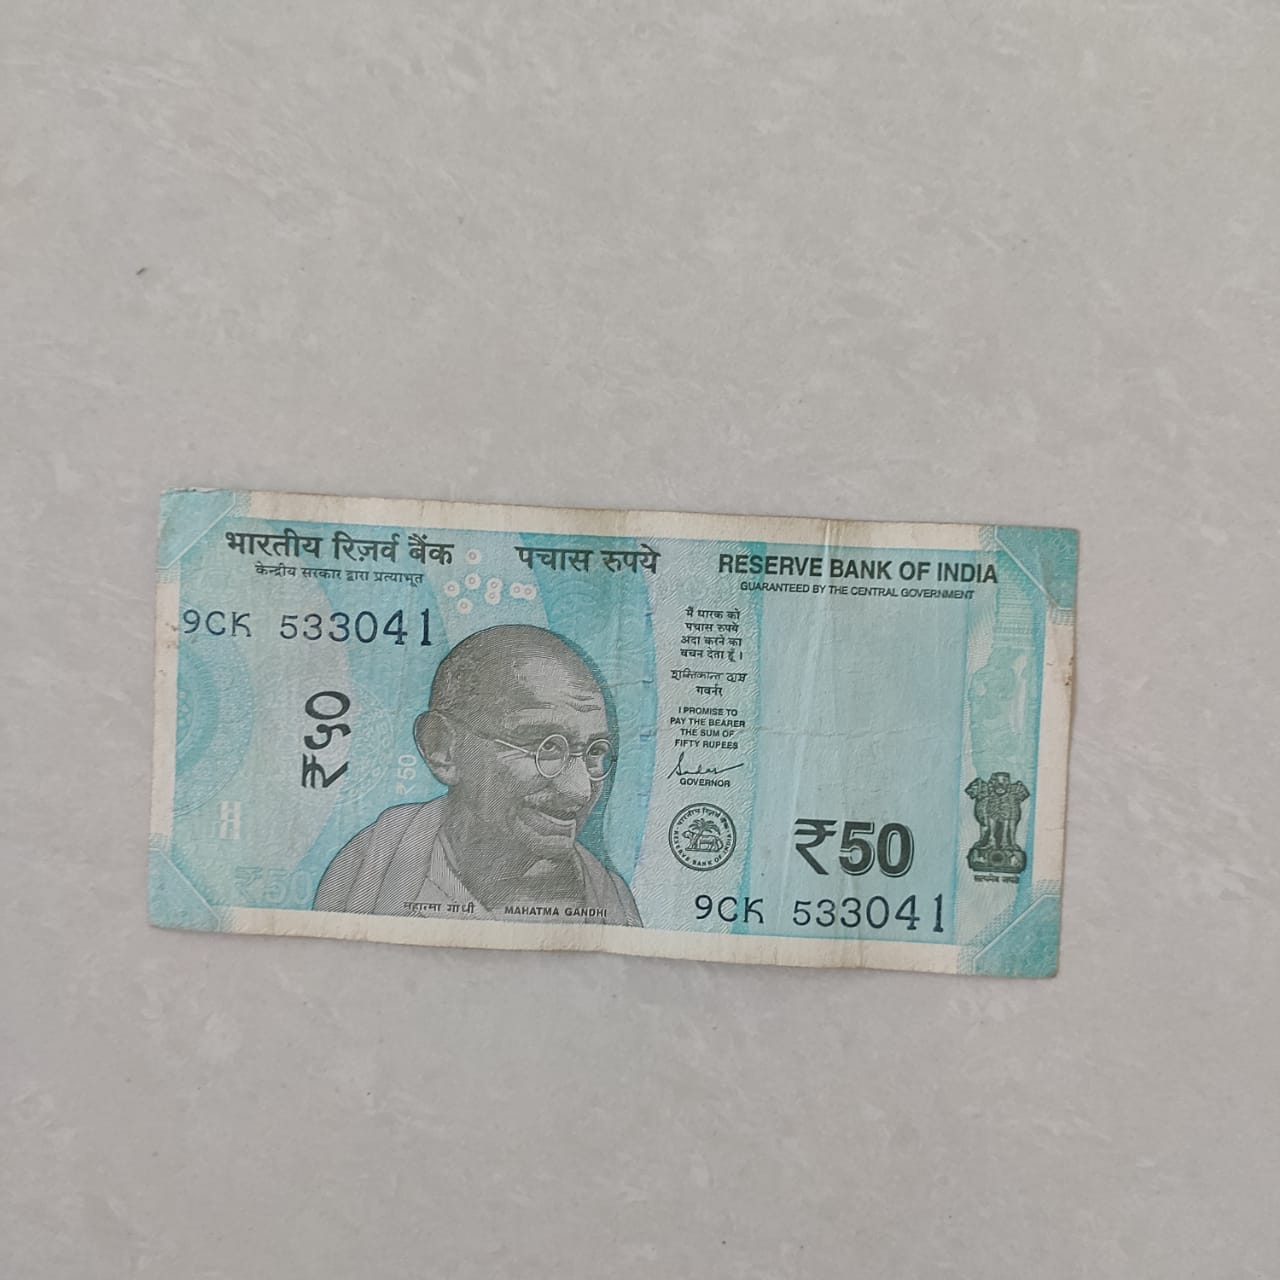 भारतीय रिज़र्व बैंक
केन्द्रीय सरकार द्वारा प्रत्याभूत
पचास रुपये
RESERVE BANK OF INDIA
GUARANTEED BY THE CENTRAL GOVERNMENT
9CK 533041
₹५०
₹50
मैं धारक को
पचास रुपये
अदा करने का
वचन देता हूँ।
शक्तिकान्त दास
गवर्नर
I PROMISE TO
PAY THE BEARER
THE SUM OF
FIFTY RUPEES
GOVERNOR
भारतीय रिज़र्व बैंक
RESERVE BANK OF INDIA
₹50
सत्यमेव जयते
₹50
महात्मा गांधी
MAHATMA GANDHI
9CK 533041